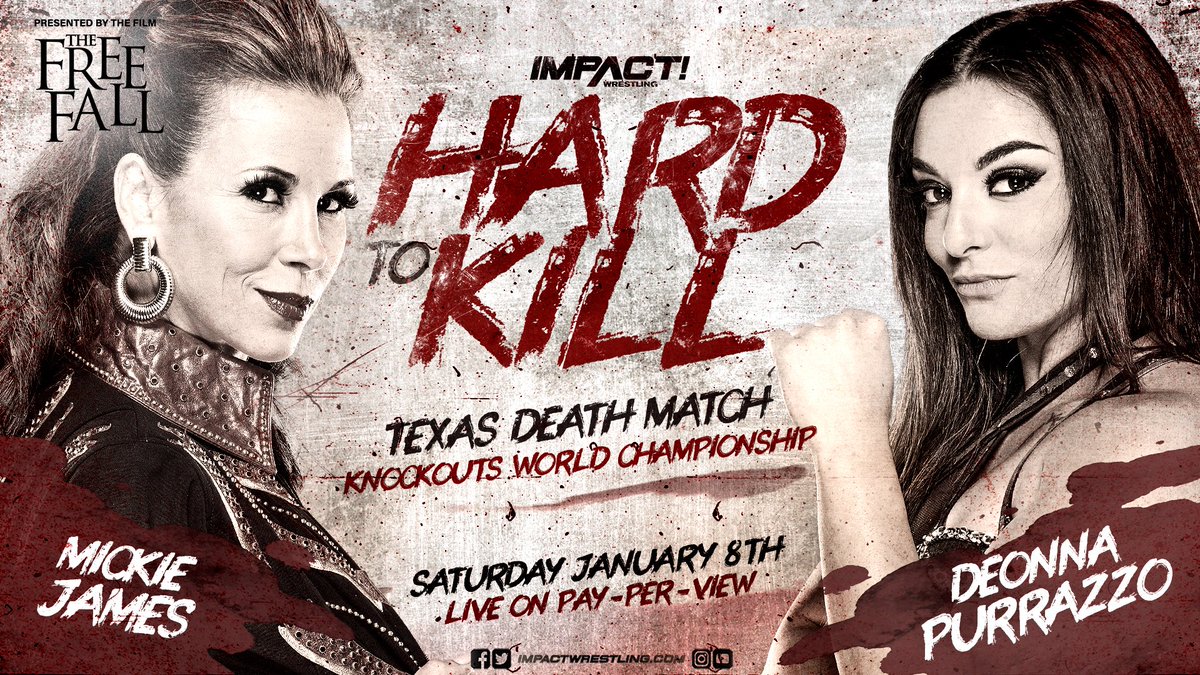 PRESENTED BY THE FILM
THE
FREE
FALL
IMPACT!
WRESTLING
HARD
TO
KILL
TEXAS DEATH MATCH
KNOCKOUTS WORLD CHAMPIONSHIP
SATURDAY JANUARY 8TH
LIVE ON PAY-PER-VIEW
MICKIE
JAMES
DEONNA
PURRAZZO
IMPACTWRESTLING.COM